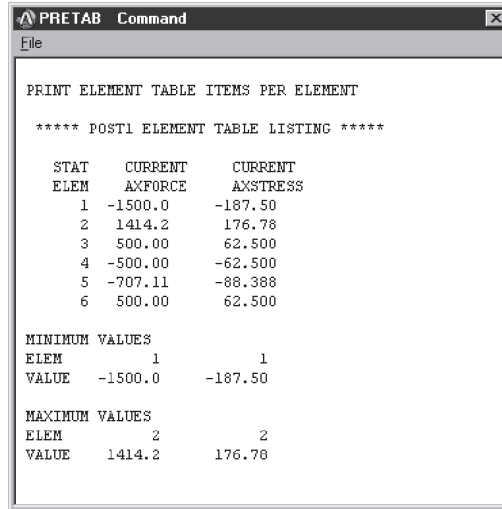 PRETAB Command
File
PRINT ELEMENT TABLE ITEMS PER ELEMENT
***** POST1 ELEMENT TABLE LISTING *****
STAT CURRENT CURRENT
ELEM AXFORCE AXSTRESS
1 -1500.0 -187.50
2 1414.2 176.78
3 500.00 62.500
4 -500.00 -62.500
5 -707.11 -88.388
6 500.00 62.500
MINIMUM VALUES
ELEM 1 1
VALUE -1500.0 -187.50
MAXIMUM VALUES
ELEM 2 2
VALUE 1414.2 176.78